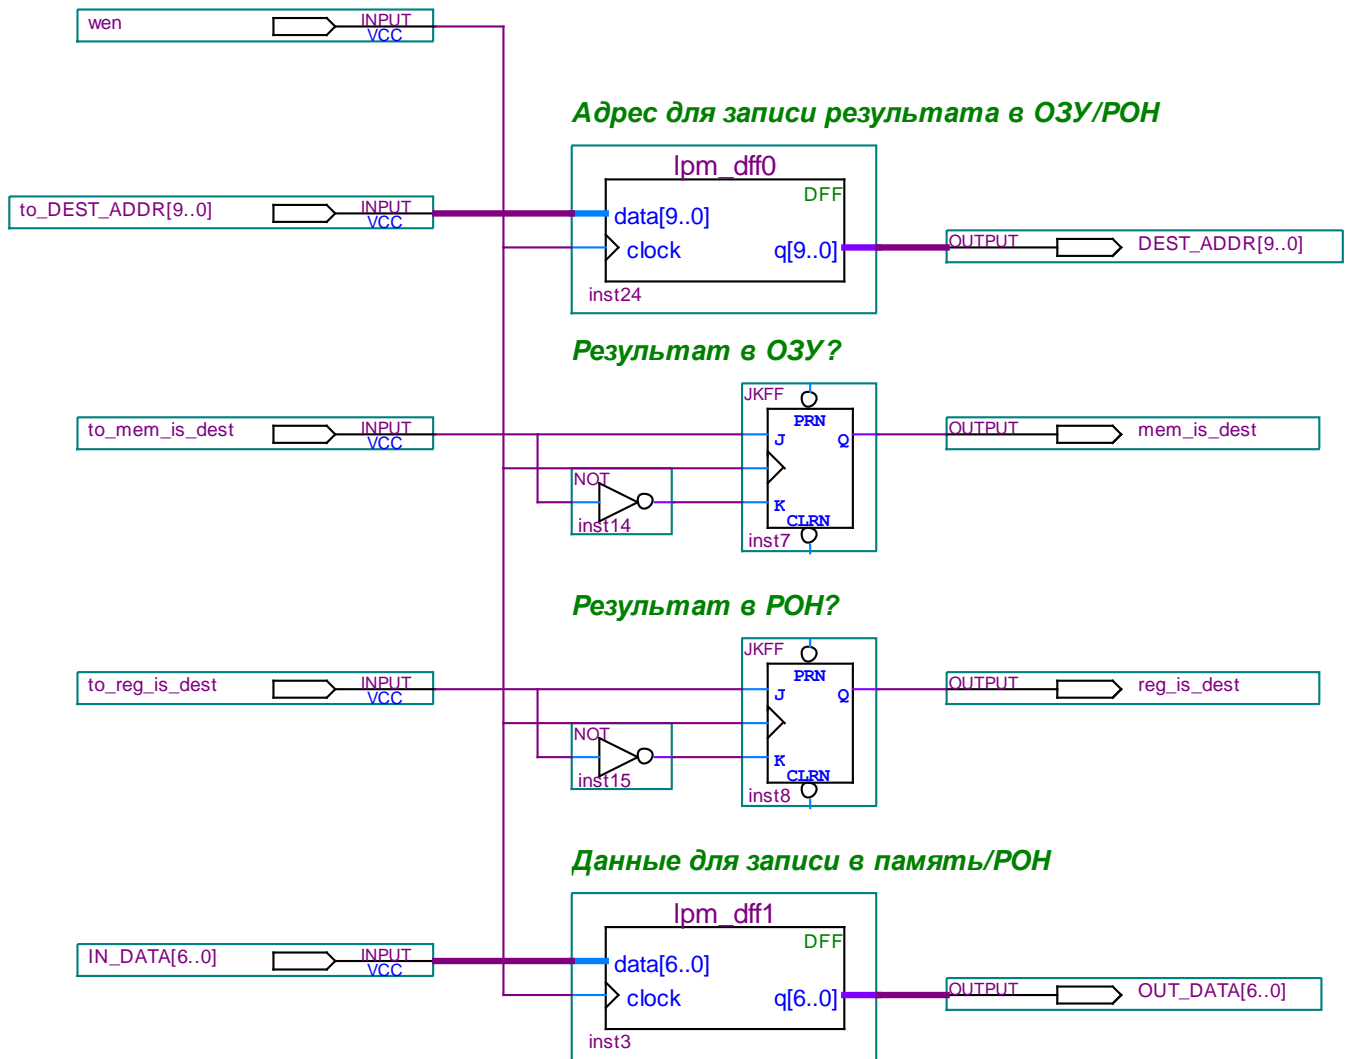 wen
INPUT
VCC
Адрес для записи результата в ОЗУ/РОН
lpm_dff0
DFF
to_DEST_ADDR[9..0]
INPUT
VCC
data[9..0]
clock
q[9..0]
OUTPUT
DEST_ADDR[9..0]
inst24
Результат в ОЗУ?
JKFF
PRN
to_mem_is_dest
INPUT
VCC
J
Q
OUTPUT
mem_is_dest
NOT
K
inst14
CLRN
inst7
Результат в РОН?
JKFF
PRN
to_reg_is_dest
INPUT
VCC
J
Q
OUTPUT
reg_is_dest
NOT
K
inst15
CLRN
inst8
Данные для записи в память/РОН
lpm_dff1
DFF
IN_DATA[6..0]
INPUT
VCC
data[6..0]
clock
q[6..0]
OUTPUT
OUT_DATA[6..0]
inst3